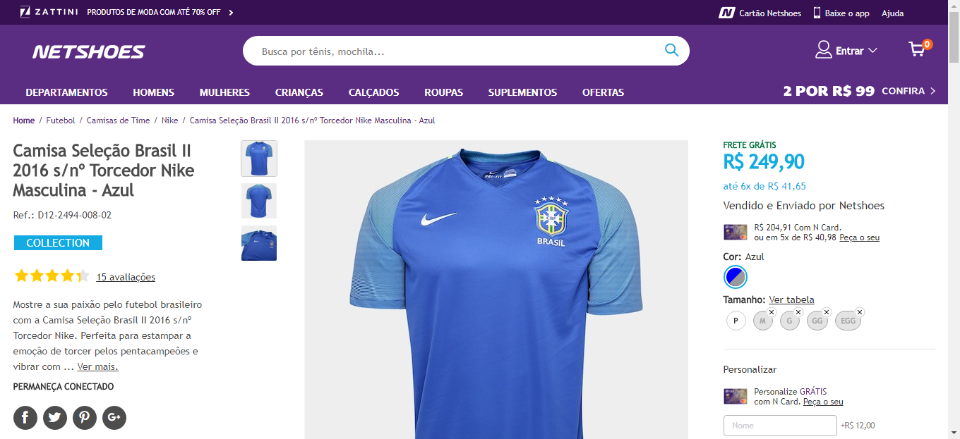 ZATTINI PRODUTOS DE MODA COM ATÉ 70% OFF
Cartão Netshoes Baixe o app Ajuda
NETSHOES
Busca por tênis, mochila...
Entrar
0
DEPARTAMENTOS HOMENS MULHERES CRIANÇAS CALÇADOS ROUPAS SUPLEMENTOS OFERTAS
2 POR R$ 99 CONFIRA
Home / Futebol / Camisas de Time / Nike / Camisa Seleção Brasil II 2016 s/nº Torcedor Nike Masculina - Azul
Camisa Seleção Brasil II
2016 s/nº Torcedor Nike
Masculina - Azul
Ref.: D12-2494-008-02
COLLECTION
15 avaliações
Mostre a sua paixão pelo futebol brasileiro
com a Camisa Seleção Brasil II 2016 s/nº
Torcedor Nike. Perfeita para estampar a
emoção de torcer pelos pentacampeões e
vibrar com ... Ver mais.
PERMANEÇA CONECTADO
BRASIL
FRETE GRÁTIS
R$ 249,90
até 6x de R$ 41,65
Vendido e Enviado por Netshoes
R$ 204,91 Com N Card.
ou em 5x de R$ 40,98 Peça o seu
Cor: Azul
Tamanho: Ver tabela
P M G GG EGG
Personalizar
Personalize GRÁTIS
com N Card. Peça o seu
Nome +R$ 12,00